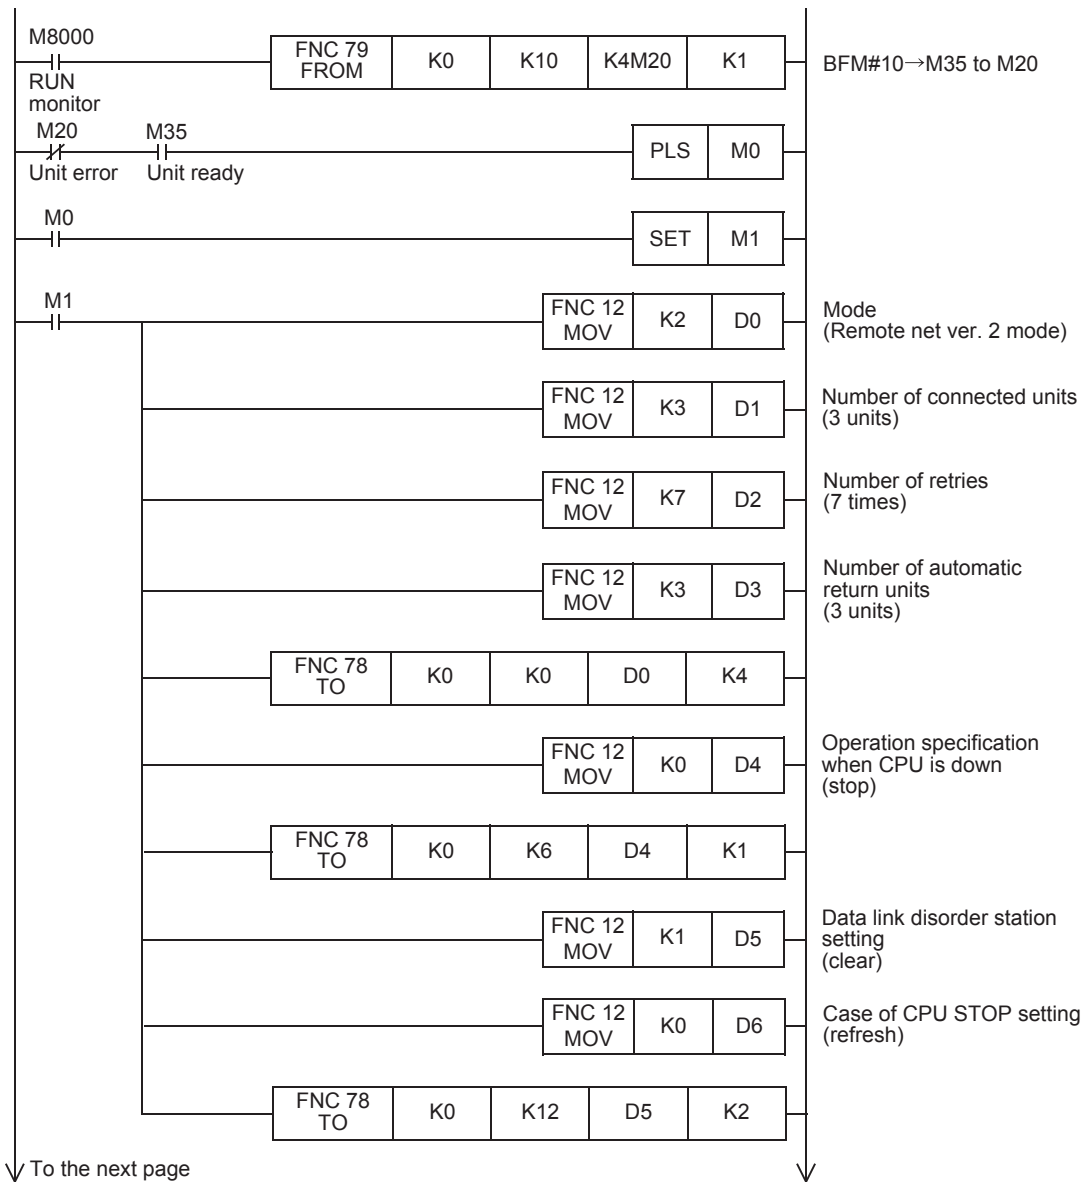 M8000
FNC 79
FROM
K0
K10
K4M20
K1
BFM#10→M35 to M20
RUN
monitor
M20
M35
PLS
M0
Unit error
Unit ready
M0
SET
M1
M1
FNC 12
MOV
K2
D0
Mode
(Remote net ver. 2 mode)
FNC 12
MOV
K3
D1
Number of connected units
(3 units)
FNC 12
MOV
K7
D2
Number of retries
(7 times)
FNC 12
MOV
K3
D3
Number of automatic
return units
(3 units)
FNC 78
TO
K0
K0
D0
K4
FNC 12
MOV
K0
D4
Operation specification
when CPU is down
(stop)
FNC 78
TO
K0
K6
D4
K1
FNC 12
MOV
K1
D5
Data link disorder station
setting
(clear)
FNC 12
MOV
K0
D6
Case of CPU STOP setting
(refresh)
FNC 78
TO
K0
K12
D5
K2
To the next page